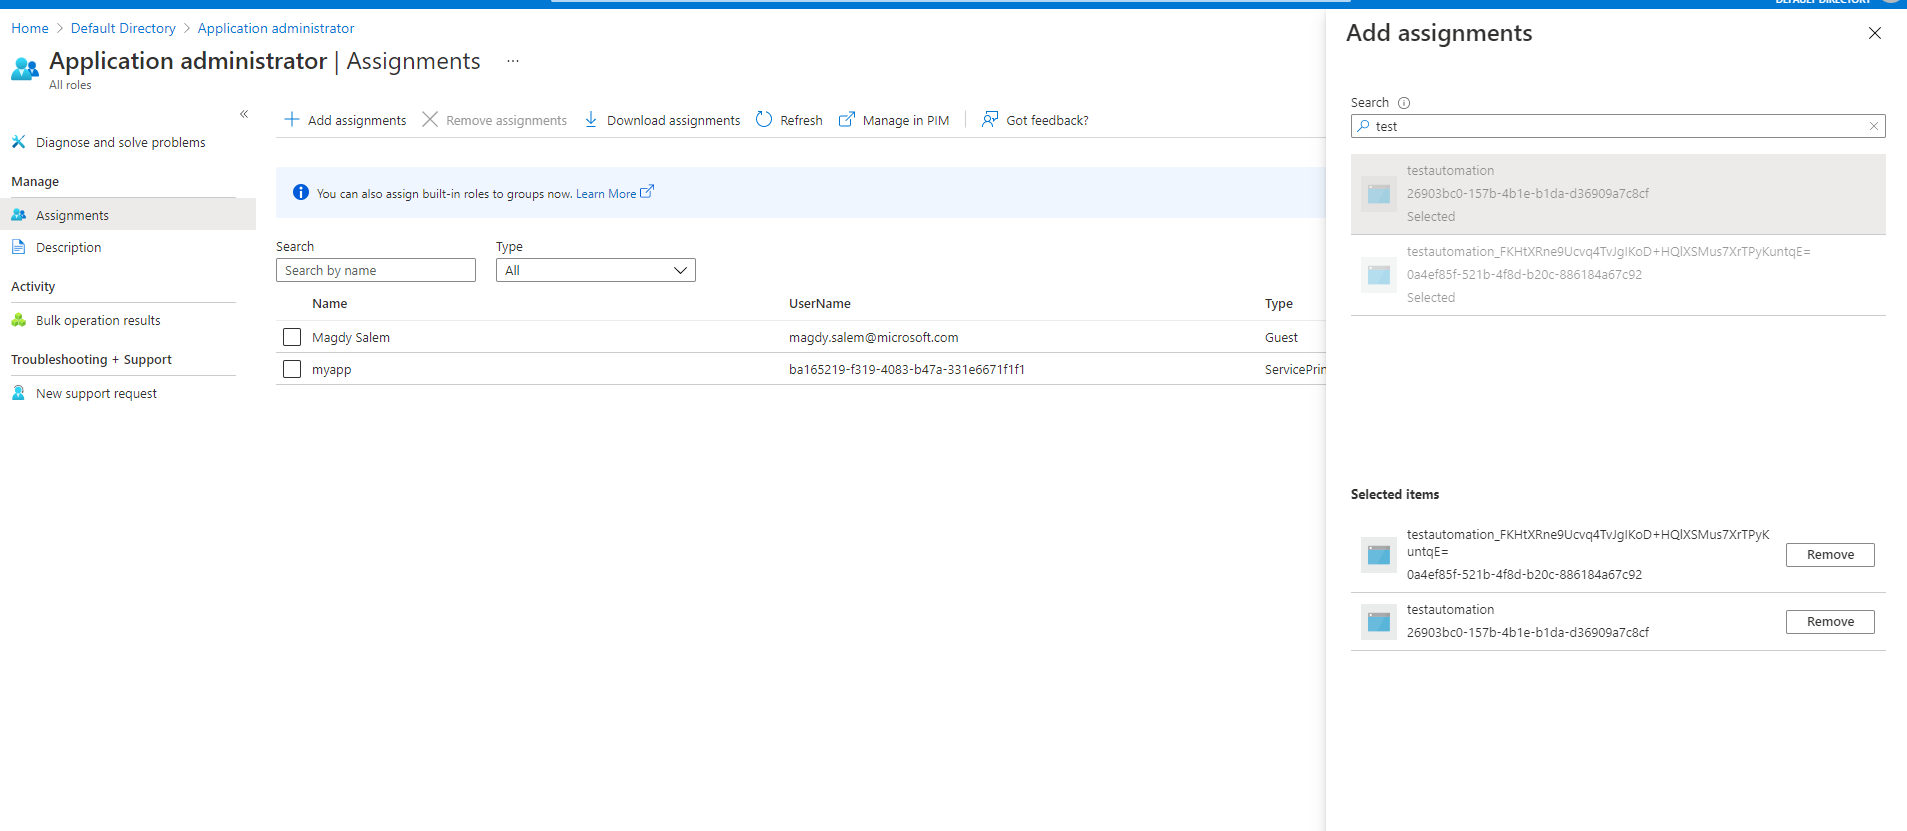 DEFAULT DIRECTORY
Home > Default Directory > Application administrator
Application administrator | Assignments ...
All roles
«
Diagnose and solve problems
Manage
Assignments
Description
Activity
Bulk operation results
Troubleshooting + Support
New support request
Add assignments Remove assignments Download assignments Refresh Manage in PIM Got feedback?
You can also assign built-in roles to groups now. Learn More
Search Type
Search by name All
Name UserName Type
Magdy Salem magdy.salem@microsoft.com Guest
myapp ba165219-f319-4083-b47a-331e6671f1f1 ServicePrin
Add assignments
Search
test
testautomation
26903bc0-157b-4b1e-b1da-d36909a7c8cf
Selected
testautomation_FKHtXRne9Ucvq4TvJgIKoD+HQlXSMus7XrTPyKuntqE=
0a4ef85f-521b-4f8d-b20c-886184a67c92
Selected
Selected items
testautomation_FKHtXRne9Ucvq4TvJgIKoD+HQlXSMus7XrTPyK
untqE=
0a4ef85f-521b-4f8d-b20c-886184a67c92
Remove
testautomation
26903bc0-157b-4b1e-b1da-d36909a7c8cf
Remove